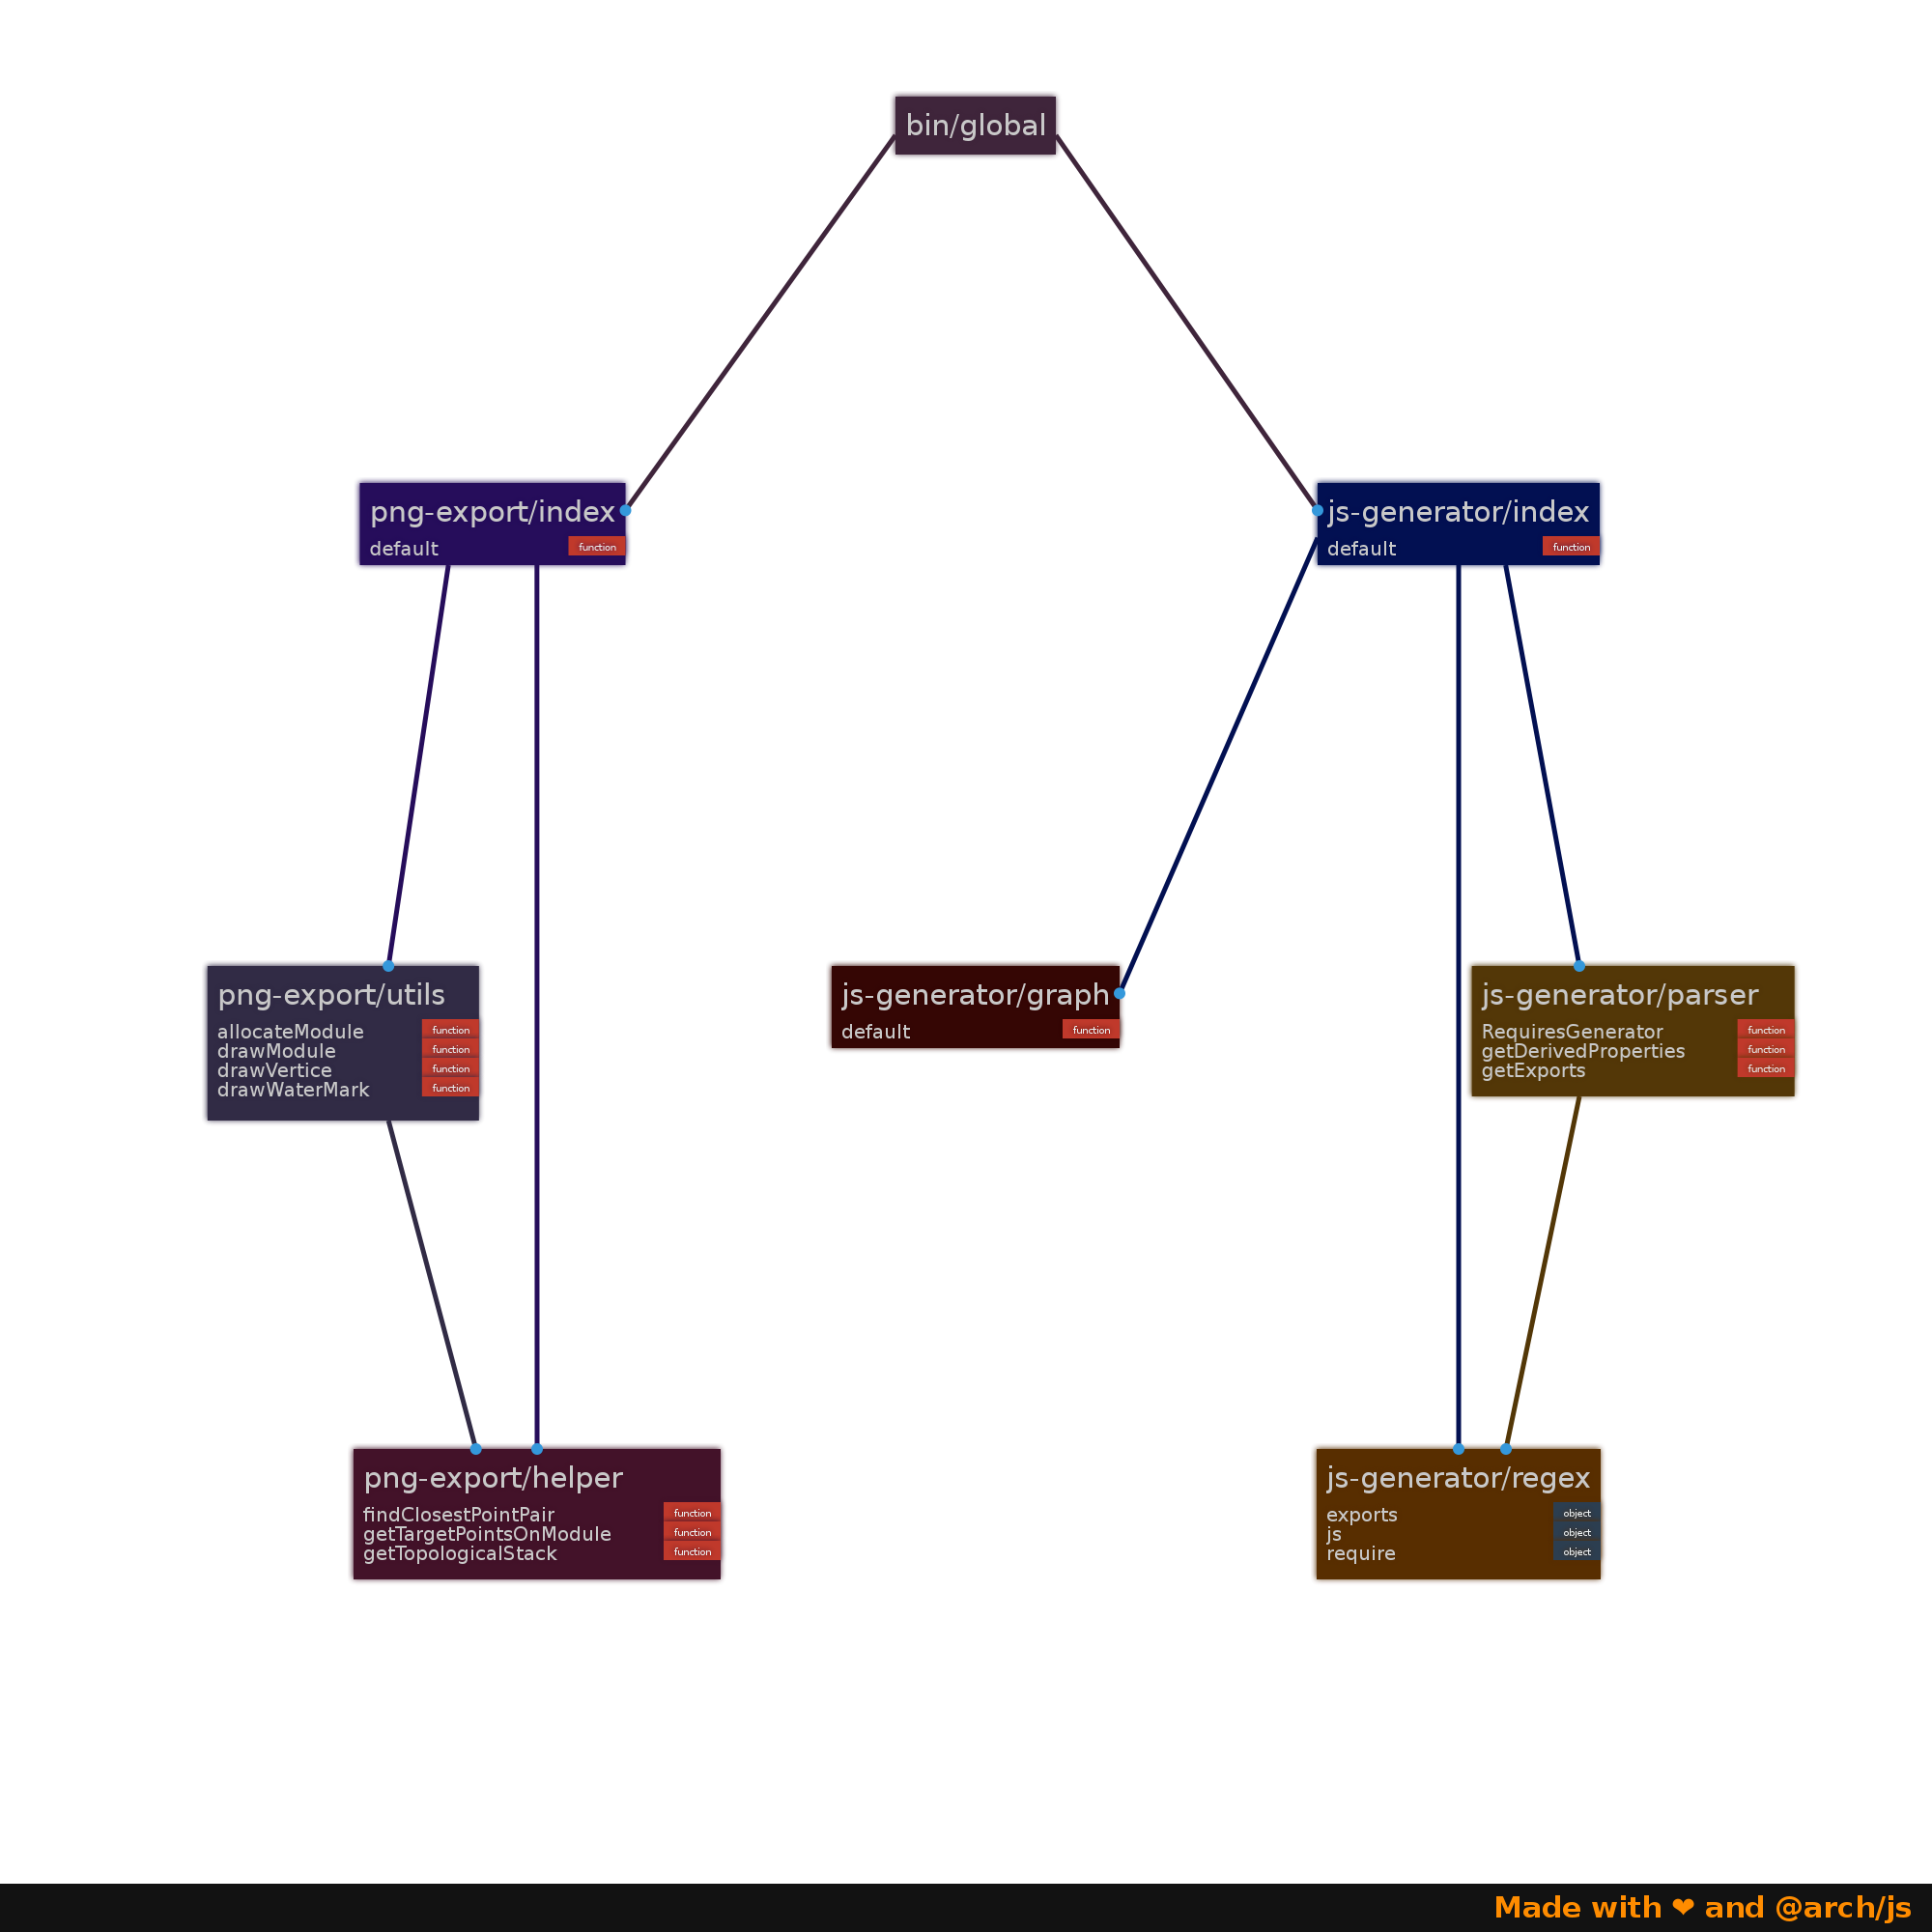 bin/global
png-export/index
default function
js-generator/index
default function
png-export/utils
allocateModule function
drawModule function
drawVertice function
drawWaterMark function
js-generator/graph
default function
js-generator/parser
RequiresGenerator function
getDerivedProperties function
getExports function
png-export/helper
findClosestPointPair function
getTargetPointsOnModule function
getTopologicalStack function
js-generator/regex
exports object
js object
require object
Made with ❤ and @arch/js